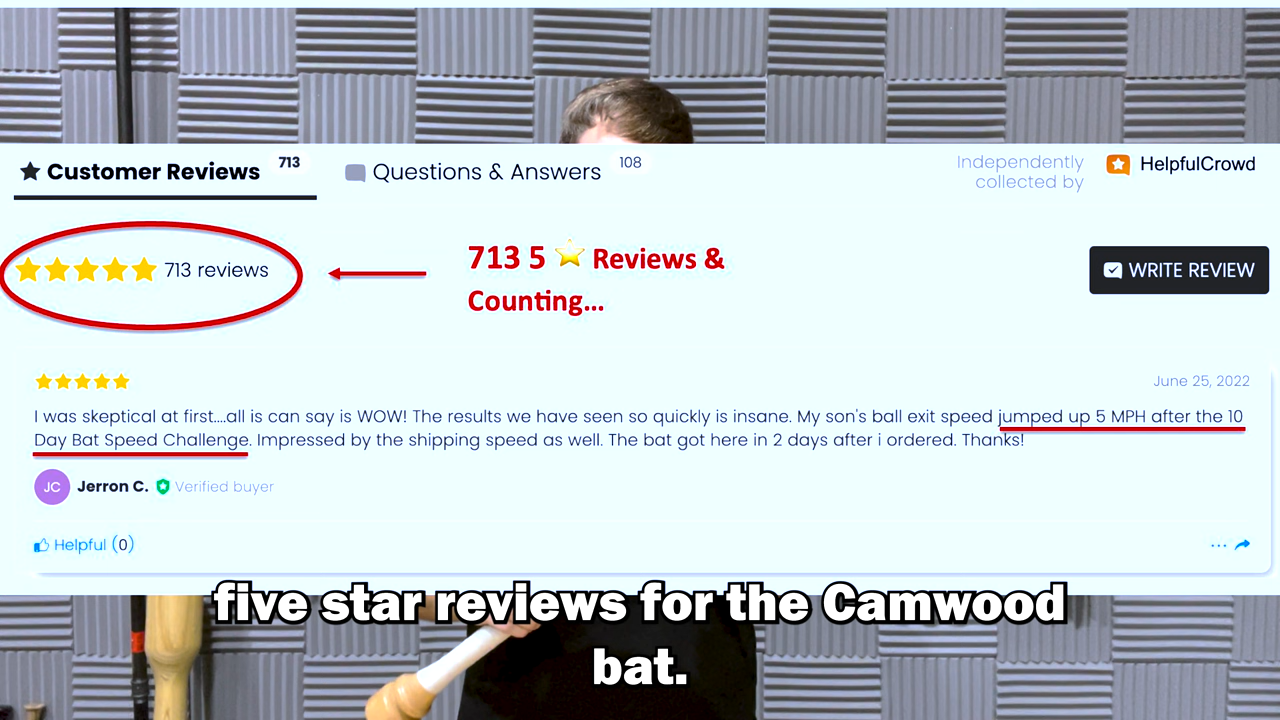 Customer Reviews 713
Questions & Answers 108
Independently
collected by
HelpfulCrowd
713 reviews
713 5 ⭐ Reviews &
Counting...
WRITE REVIEW
June 25, 2022
I was skeptical at first....all is can say is WOW! The results we have seen so quickly is insane. My son's ball exit speed jumped up 5 MPH after the 10
Day Bat Speed Challenge. Impressed by the shipping speed as well. The bat got here in 2 days after i ordered. Thanks!
JC Jerron C. Verified buyer
Helpful (0)
five star reviews for the Camwood
bat.